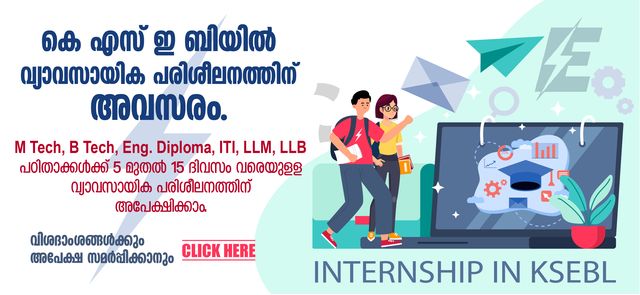 കെ എസ് ഇ ബിയിൽ
വ്യാവസായിക പരിശീലനത്തിന്
അവസരം.
M Tech, B Tech, Eng. Diploma, ITI, LLM, LLB
പഠിതാക്കൾക്ക് 5 മുതൽ 15 ദിവസം വരെയുള്ള
വ്യാവസായിക പരിശീലനത്തിന്
അപേക്ഷിക്കാം.
വിശദാംശങ്ങൾക്കും
അപേക്ഷ സമർപ്പിക്കാനും CLICK HERE
INTERNSHIP IN KSEBL